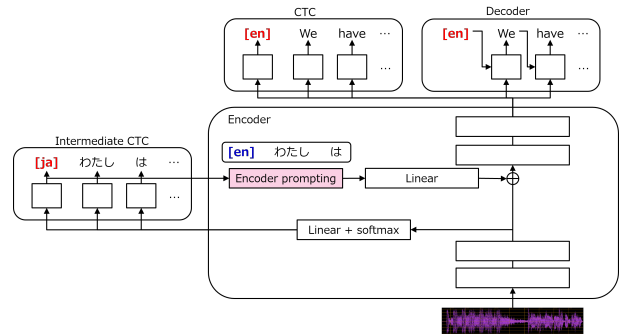 CTC
Decoder
[en] We have ...
[en] We have ...
Encoder
Intermediate CTC
[ja] わたし は ...
[en] わたし は
Encoder prompting
Linear
...
...
...
Linear + softmax